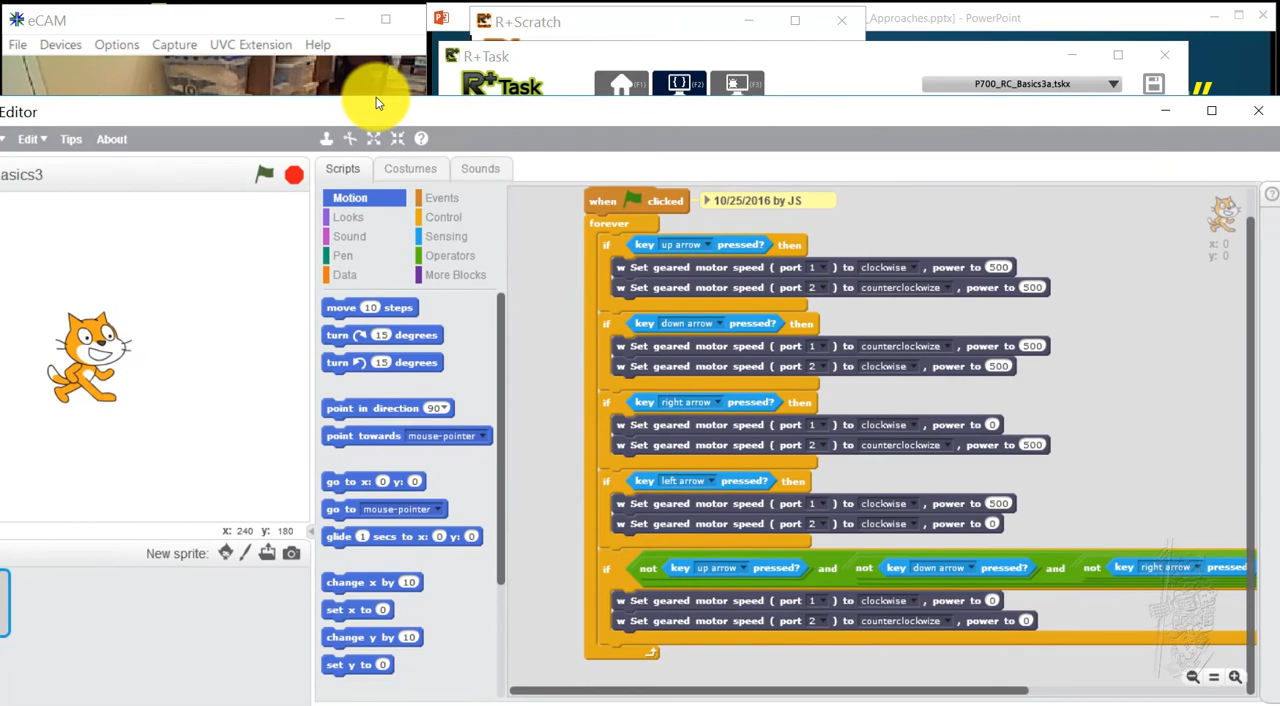 eCAM
R+Scratch
_Approaches.pptx] - PowerPoint
File Devices Options Capture UVC Extension Help
R+Task
R+Task
(F1)
(F2)
(F3)
P700_RC_Basics3a.tskx
Editor
Edit Tips About
asics3
Scripts Costumes Sounds
Motion Events
Looks Control
Sound Sensing
Pen Operators
Data More Blocks
move 10 steps
turn 15 degrees
turn 15 degrees
point in direction 90
point towards mouse-pointer
go to x: 0 y: 0
go to mouse-pointer
glide 1 secs to x: 0 y: 0
change x by 10
set x to 0
change y by 10
set y to 0
x: 240 y: 180
New sprite:
when clicked
10/25/2016 by JS
forever
if key up arrow pressed? then
w Set geared motor speed ( port 1 ) to clockwise , power to 500
w Set geared motor speed ( port 2 ) to counterclockwize , power to 500
if key down arrow pressed? then
w Set geared motor speed ( port 1 ) to counterclockwize , power to 500
w Set geared motor speed ( port 2 ) to clockwise , power to 500
if key right arrow pressed? then
w Set geared motor speed ( port 1 ) to clockwise , power to 0
w Set geared motor speed ( port 2 ) to counterclockwize , power to 500
if key left arrow pressed? then
w Set geared motor speed ( port 1 ) to clockwise , power to 500
w Set geared motor speed ( port 2 ) to clockwise , power to 0
if not key up arrow pressed? and not key down arrow pressed? and not key right arrow pressed
w Set geared motor speed ( port 1 ) to clockwise , power to 0
w Set geared motor speed ( port 2 ) to counterclockwize , power to 0
x: 0
y: 0